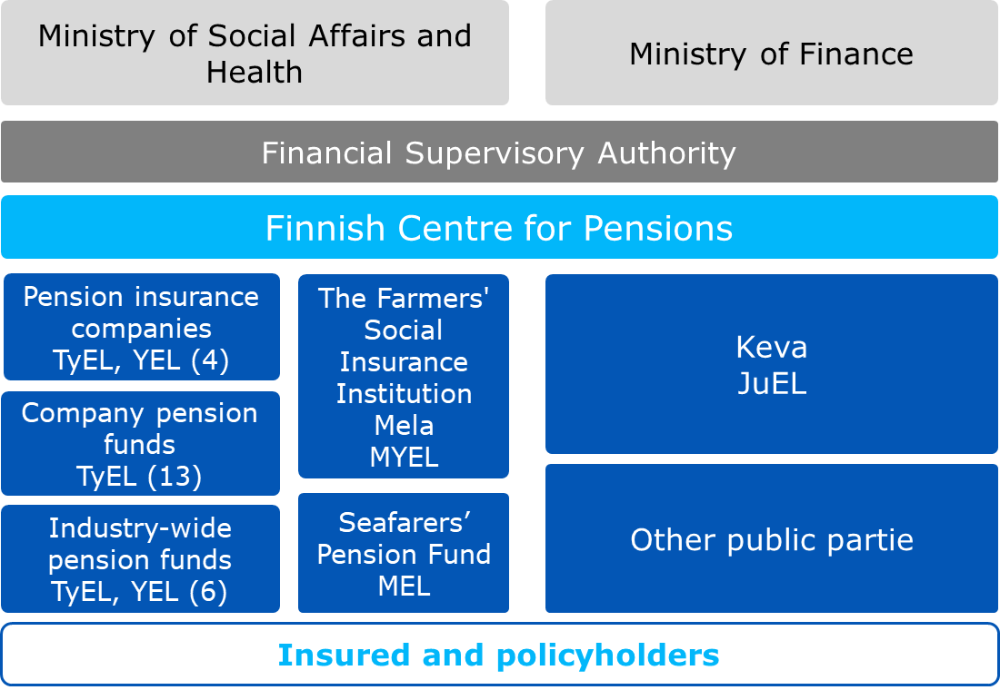 Ministry of Social Affairs and
Health
Ministry of Finance
Financial Supervisory Authority
Finnish Centre for Pensions
Pension insurance
companies
TyEL, YEL (4)
Company pension
funds
TyEL (13)
Industry-wide
pension funds
TyEL, YEL (6)
The Farmers'
Social
Insurance
Institution
Mela
MYEL
Seafarers’
Pension Fund
MEL
Keva
JuEL
Other public partie
Insured and policyholders